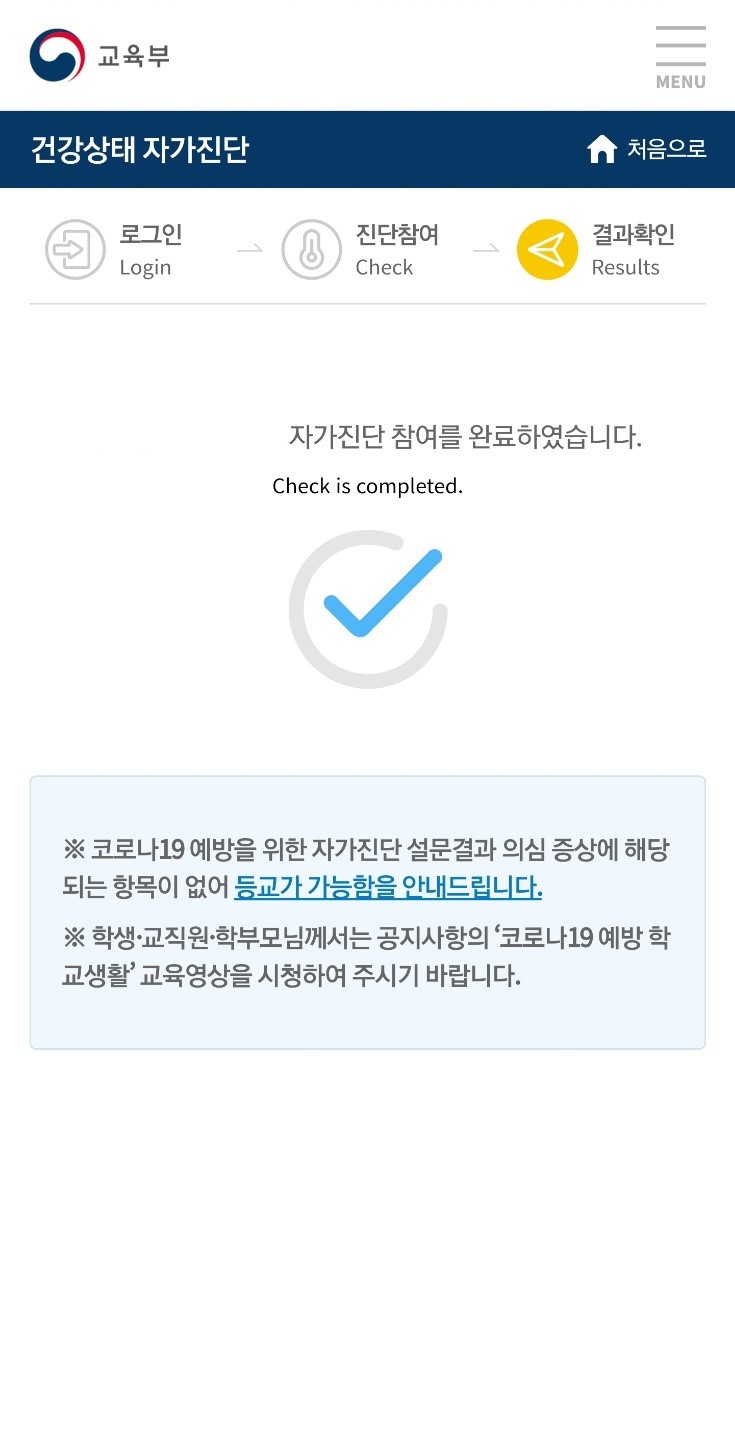 교육부
MENU
건강상태 자가진단
처음으로
로그인
Login
진단참여
Check
결과확인
Results
자가진단 참여를 완료하였습니다.
Check is completed.
※ 코로나19 예방을 위한 자가진단 설문결과 의심 증상에 해당
되는 항목이 없어 등교가 가능함을 안내드립니다.
※ 학생·교직원·학부모님께서는 공지사항의 ‘코로나19 예방 학
교생활’ 교육영상을 시청하여 주시기 바랍니다.